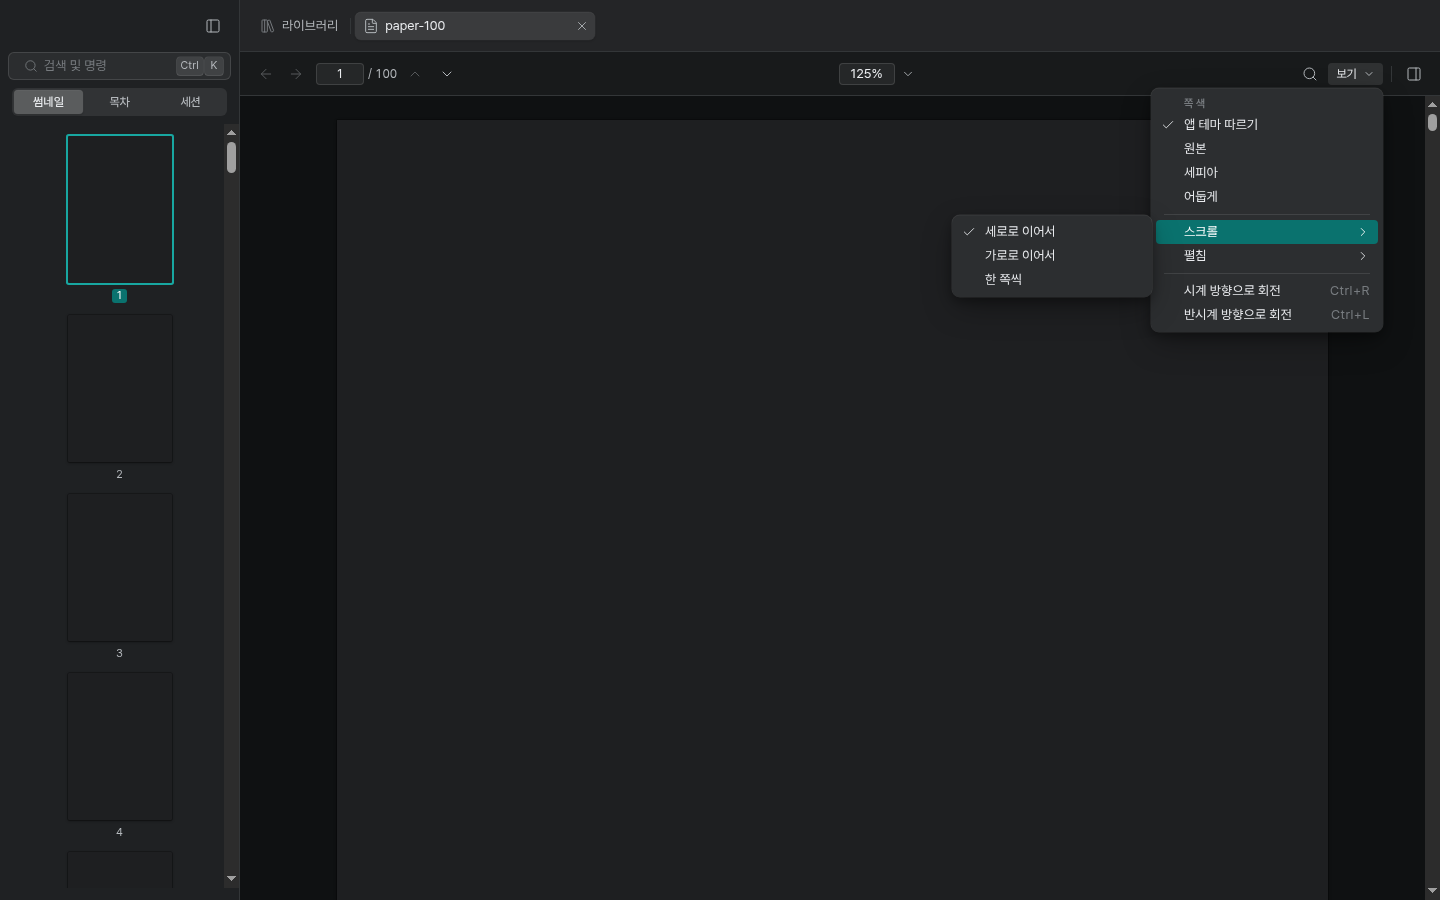 라이브러리
paper-100
검색 및 명령 Ctrl K
1 / 100
125%
보기
썸네일 목차 세션
쪽 색
앱 테마 따르기
원본
세피아
어둡게
스크롤
펼침
시계 방향으로 회전 Ctrl+R
반시계 방향으로 회전 Ctrl+L
세로로 이어서
가로로 이어서
한 쪽씩
1
2
3
4